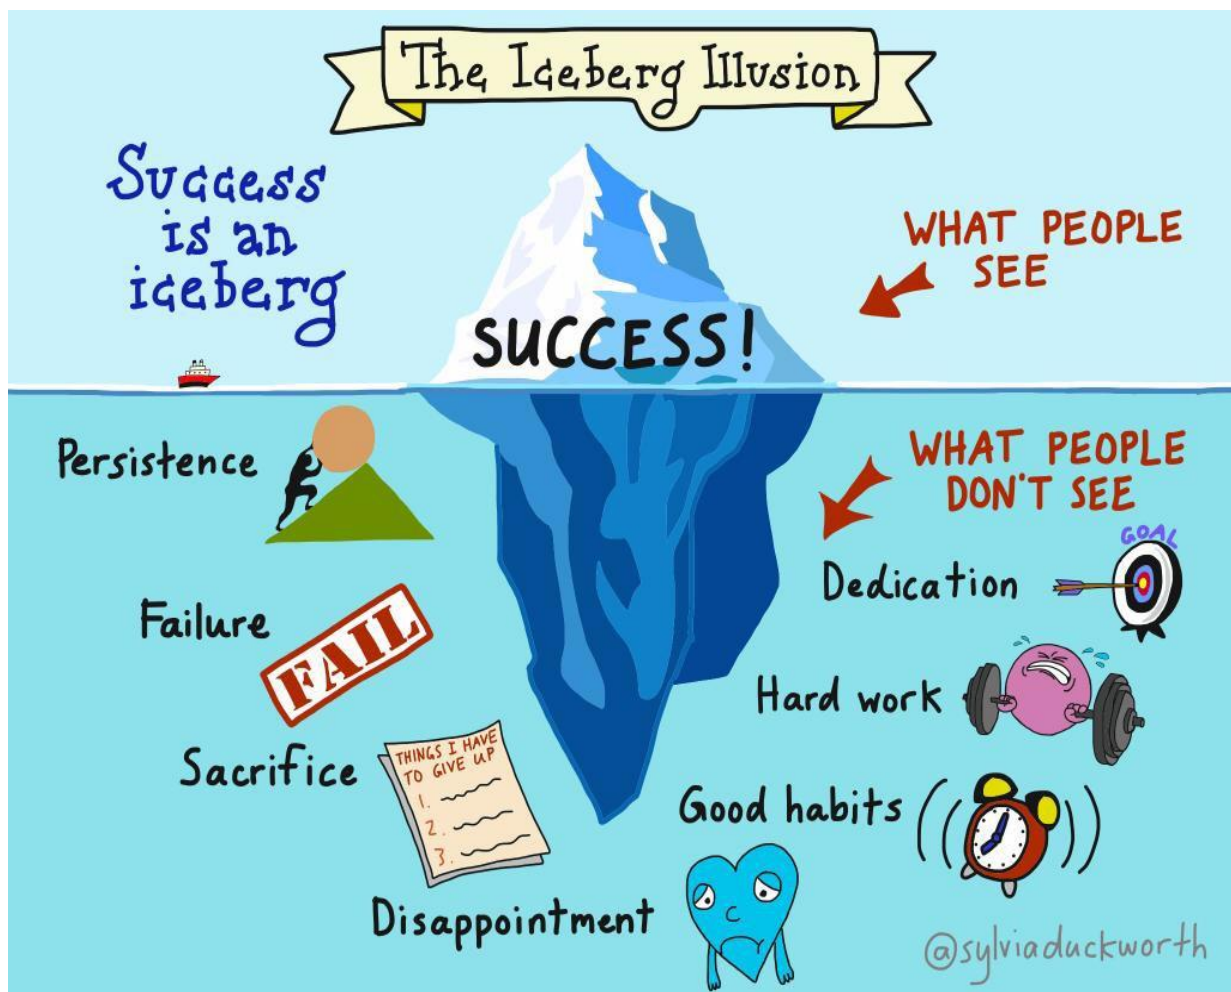 The Iceberg Illusion
Success
is an
iceberg
WHAT PEOPLE
SEE
SUCCESS!
Persistence
WHAT PEOPLE
DON'T SEE
GOAL
Dedication
Failure
FAIL
Hard work
Sacrifice
THINGS I HAVE
TO GIVE UP
1.
2.
3.
Good habits
Disappointment
@sylviaduckworth